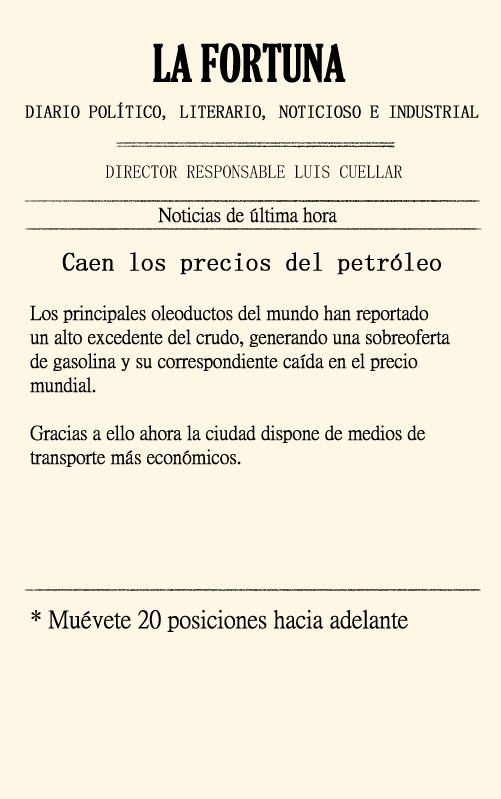 LA FORTUNA
DIARIO POLÍTICO, LITERARIO, NOTICIOSO E INDUSTRIAL
DIRECTOR RESPONSABLE LUIS CUELLAR
Noticias de última hora
Caen los precios del petróleo
Los principales oleoductos del mundo han reportado
un alto excedente del crudo, generando una sobreoferta
de gasolina y su correspondiente caída en el precio
mundial.
Gracias a ello ahora la ciudad dispone de medios de
transporte más económicos.
* Muévete 20 posiciones hacia adelante